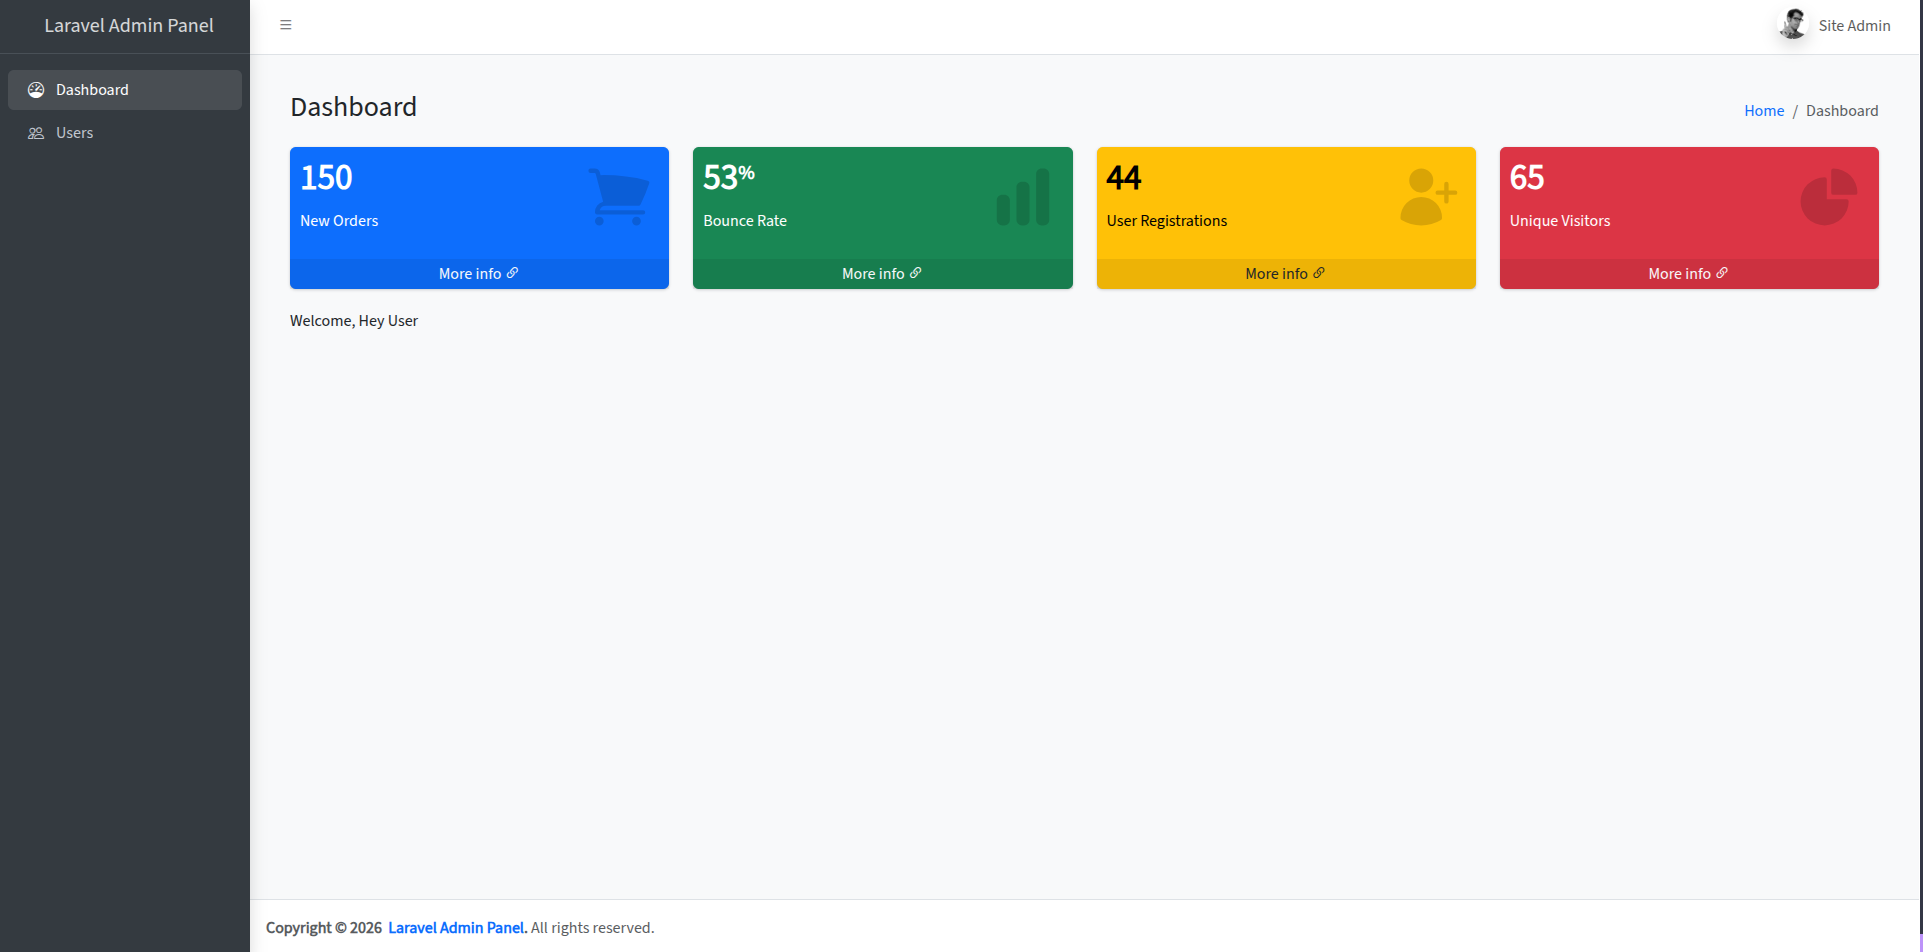 Laravel Admin Panel
Site Admin
Dashboard
Users
Dashboard
Home / Dashboard
150
New Orders
More info
53%
Bounce Rate
More info
44
User Registrations
More info
65
Unique Visitors
More info
Welcome, Hey User
Copyright © 2026 Laravel Admin Panel. All rights reserved.